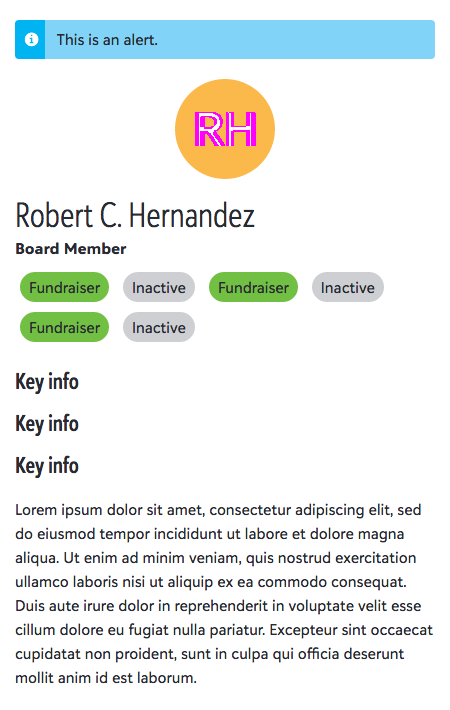 This is an alert.
RH
Robert C. Hernandez
Board Member
Fundraiser Inactive Fundraiser Inactive
Fundraiser Inactive
Key info
Key info
Key info
Lorem ipsum dolor sit amet, consectetur adipiscing elit, sed
do eiusmod tempor incididunt ut labore et dolore magna
aliqua. Ut enim ad minim veniam, quis nostrud exercitation
ullamco laboris nisi ut aliquip ex ea commodo consequat.
Duis aute irure dolor in reprehenderit in voluptate velit esse
cillum dolore eu fugiat nulla pariatur. Excepteur sint occaecat
cupidatat non proident, sunt in culpa qui officia deserunt
mollit anim id est laborum.